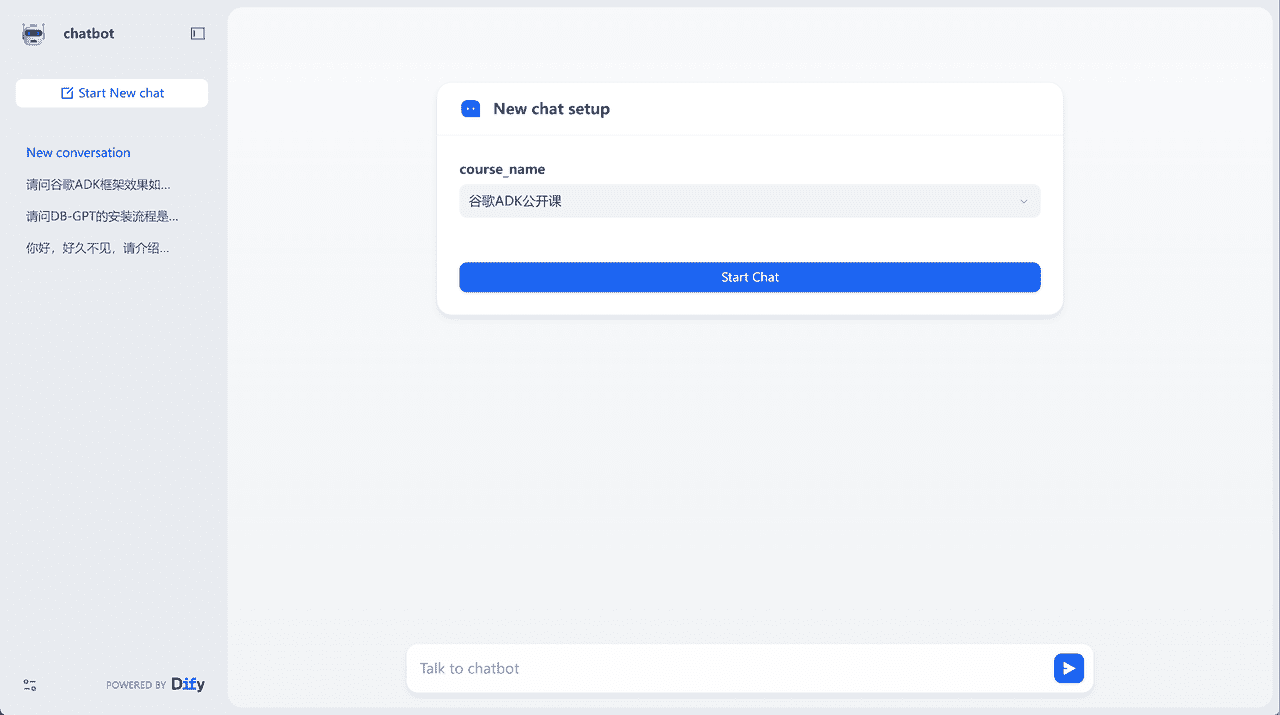 chatbot
Start New chat
New conversation
请问谷歌ADK框架效果如...
请问DB-GPT的安装流程是...
你好，好久不见，请介绍...
POWERED BY Dify
New chat setup
course_name
谷歌ADK公开课
Start Chat
Talk to chatbot